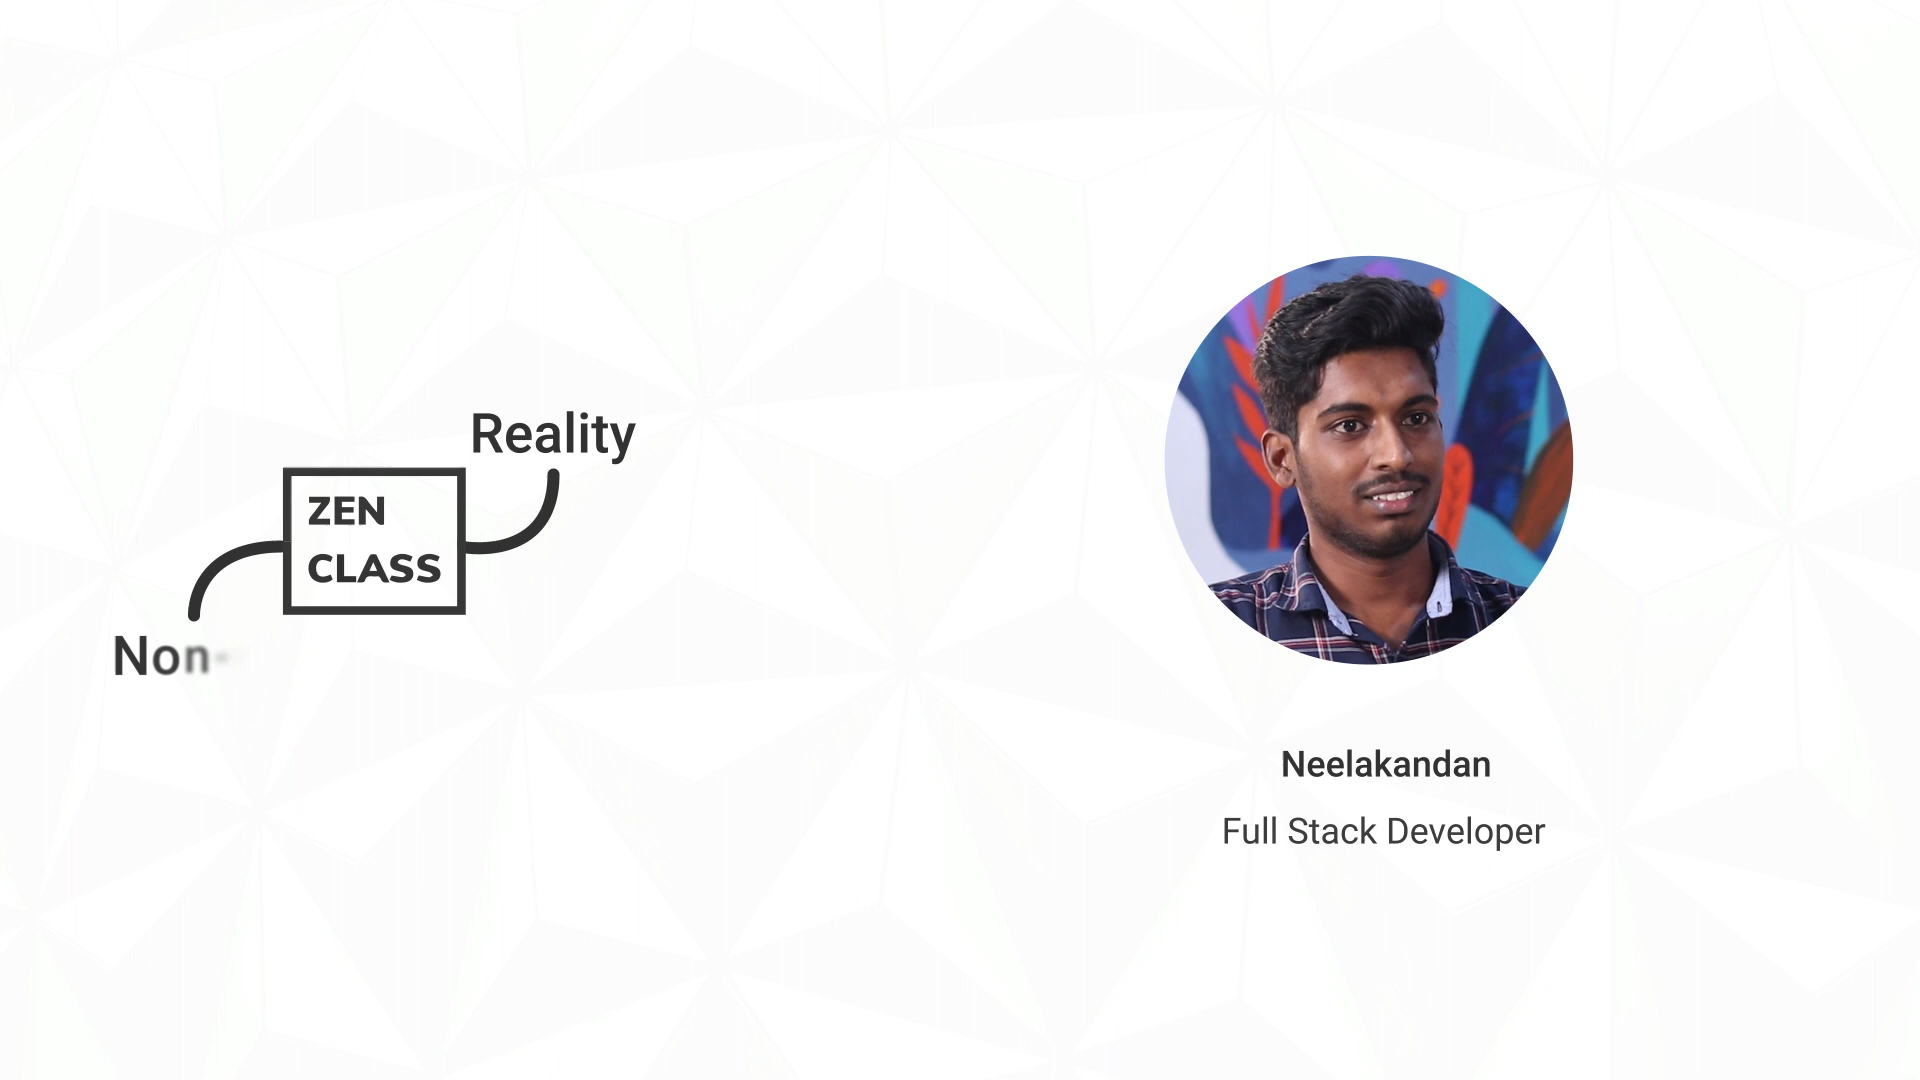 Reality
ZEN
CLASS
Non-
Neelakandan
Full Stack Developer